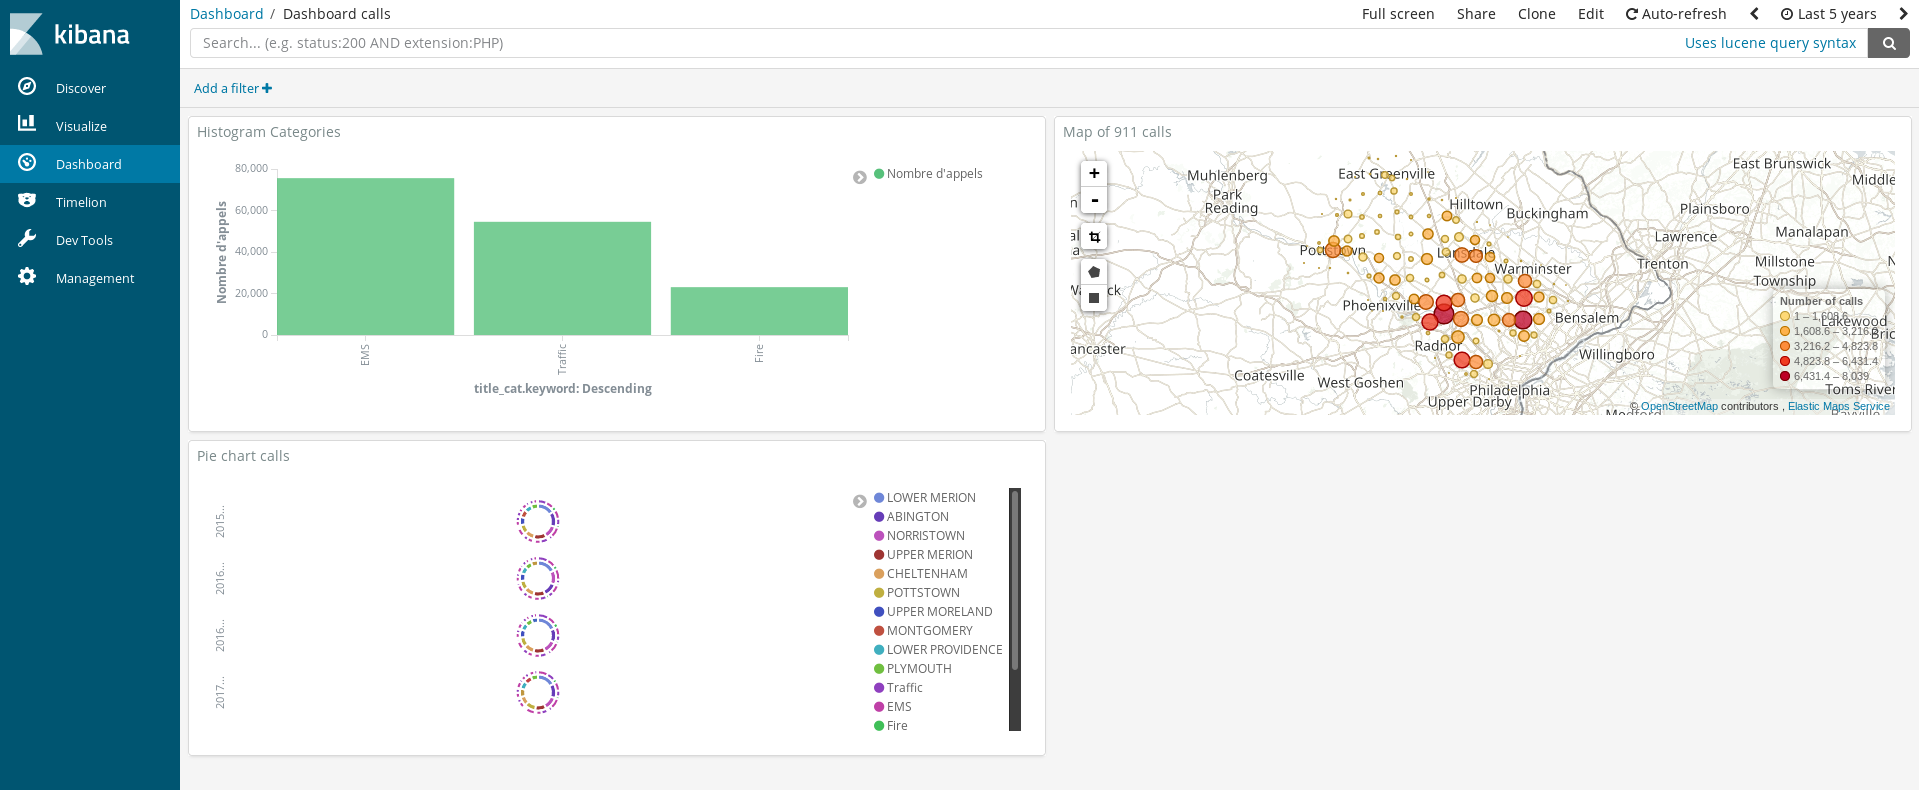 kibana
Discover
Visualize
Dashboard
Timelion
Dev Tools
Management
Dashboard / Dashboard calls
Full screen Share Clone Edit Auto-refresh Last 5 years
Search... (e.g. status:200 AND extension:PHP)
Uses lucene query syntax
Add a filter
Histogram Categories
80,000
60,000
40,000
20,000
0
Nombre d'appels
EMS
Traffic
Fire
title_cat.keyword: Descending
Nombre d'appels
Map of 911 calls
+
-
East Brunswick
Muhlenberg
East Greenville
Middle
Park
Reading
Hilltown
Buckingham
Plainsboro
Lawrence
Manalapan
Pottstown
Lansdale
Warminster
Trenton
Millstone
Township
Phoenixville
Bensalem
Radnor
Willingboro
ancaster
Coatesville
West Goshen
Philadelphia
Upper Darby
Lakewood
Toms River
Number of calls
1 – 1,608.6
1,608.6 – 3,216.2
3,216.2 – 4,823.8
4,823.8 – 6,431.4
6,431.4 – 8,039
© OpenStreetMap contributors , Elastic Maps Service
Pie chart calls
2015...
2016...
2016...
2017...
LOWER MERION
ABINGTON
NORRISTOWN
UPPER MERION
CHELTENHAM
POTTSTOWN
UPPER MORELAND
MONTGOMERY
LOWER PROVIDENCE
PLYMOUTH
Traffic
EMS
Fire